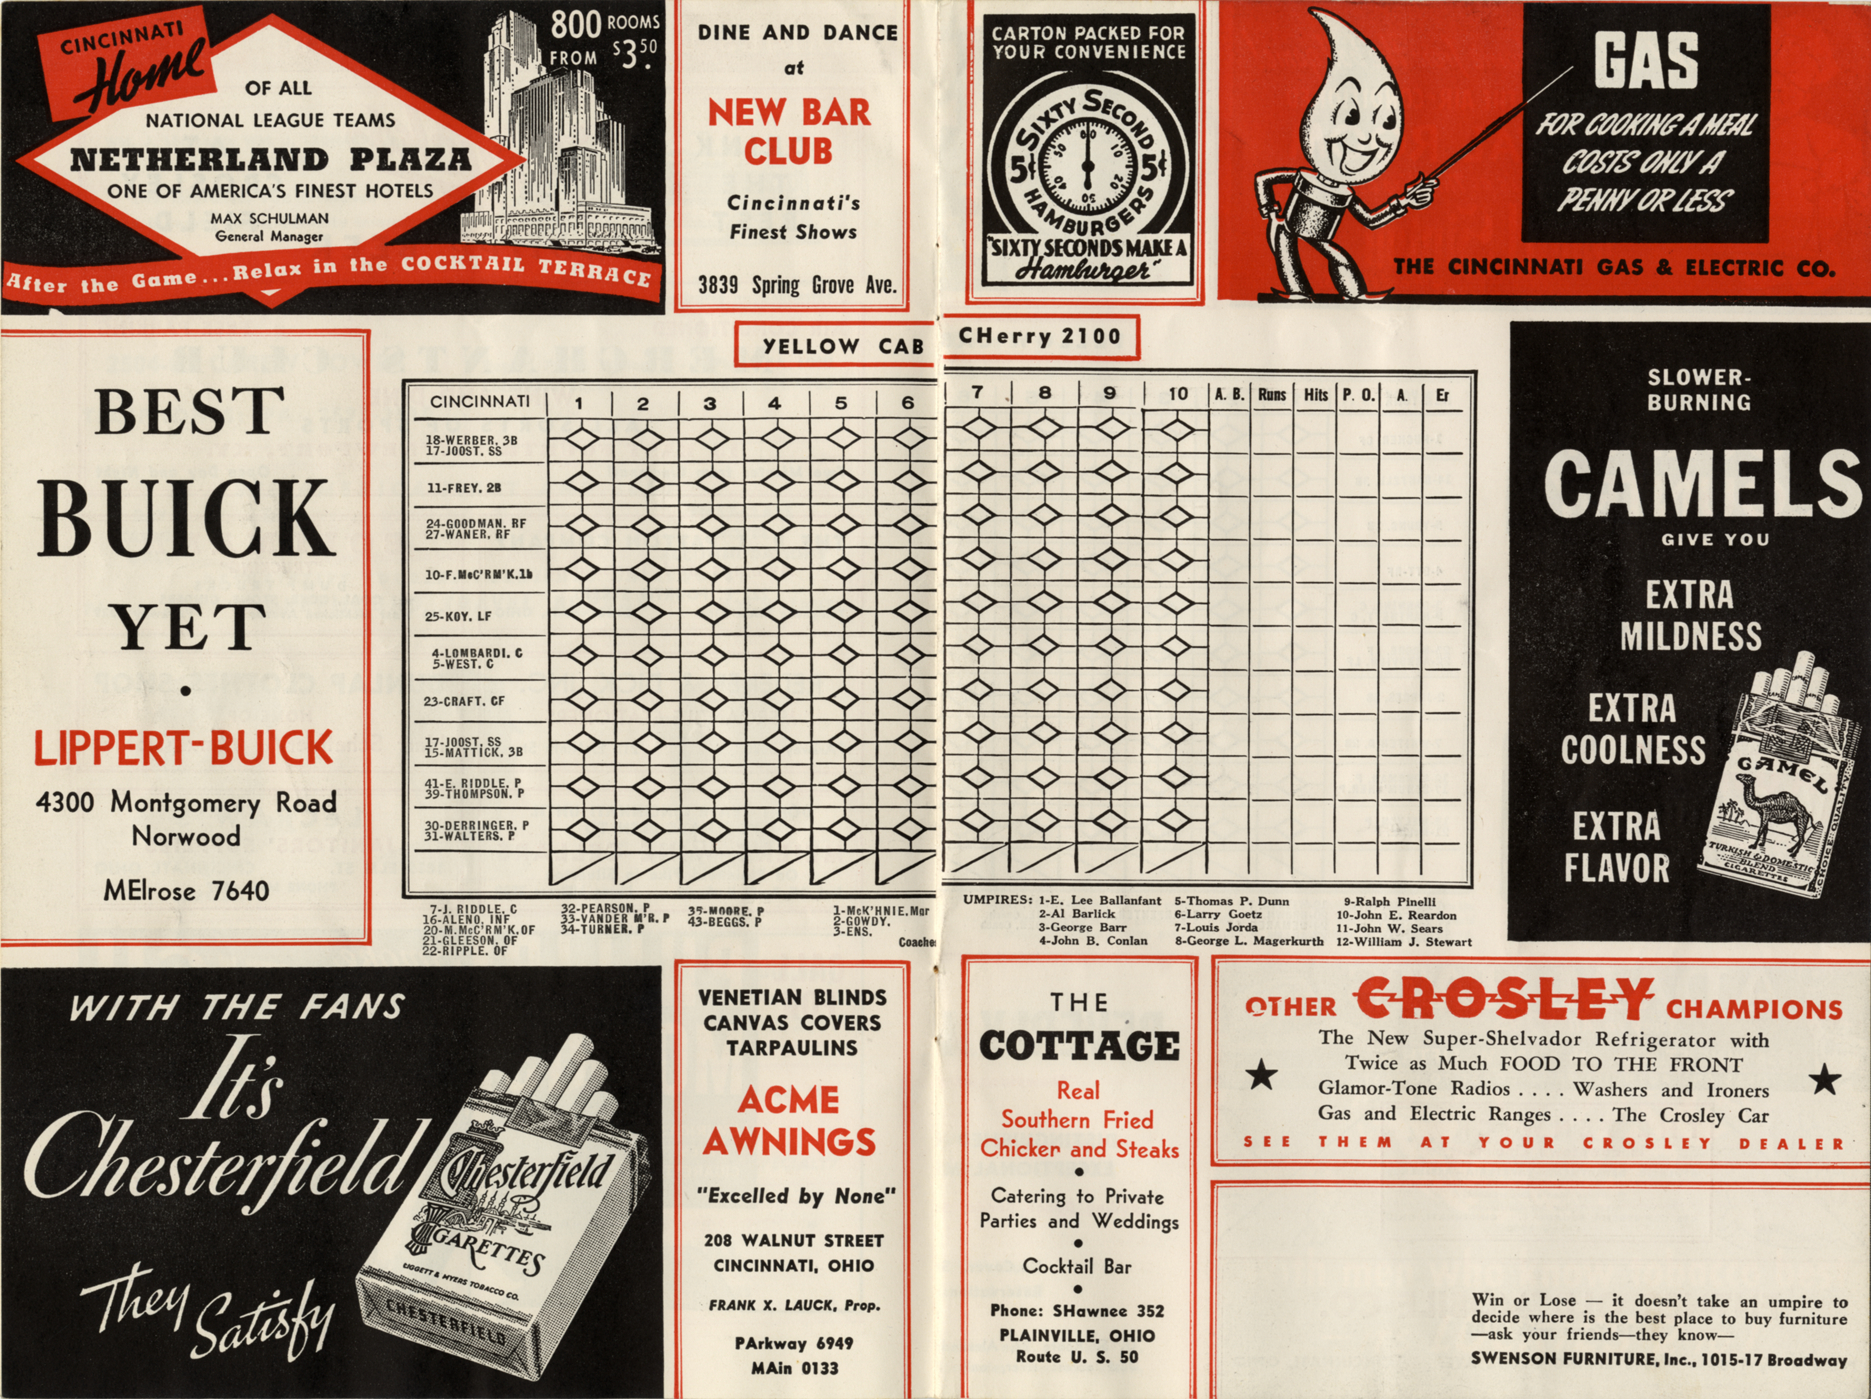 CINCINNATI
Home
OF ALL
NATIONAL LEAGUE TEAMS
NETHERLAND PLAZA
ONE OF AMERICA'S FINEST HOTELS
MAX SCHULMAN
General Manager
800 ROOMS
FROM $3.50
After the Game...Relax in the COCKTAIL TERRACE
DINE AND DANCE
at
NEW BAR
CLUB
Cincinnati's
Finest Shows
3839 Spring Grove Ave.
CARTON PACKED FOR
YOUR CONVENIENCE
SIXTY SECOND
5¢ 5¢
60 10 20 30 40 50
HAMBURGERS
"SIXTY SECONDS MAKE A
Hamburger"
GAS
FOR COOKING A MEAL
COSTS ONLY A
PENNY OR LESS
THE CINCINNATI GAS & ELECTRIC CO.
BEST
BUICK
YET
•
LIPPERT-BUICK
4300 Montgomery Road
Norwood
MElrose 7640
YELLOW CAB CHerry 2100
CINCINNATI 1 2 3 4 5 6 7 8 9 10 A. B. Runs Hits P. O. A. Er
18-WERBER, 3B
17-JOOST, SS
11-FREY, 2B
24-GOODMAN, RF
27-WANER, RF
10-F.McC'RM'K.1b
25-KOY, LF
4-LOMBARDI, C
5-WEST, C
23-CRAFT, CF
17-JOOST, SS
15-MATTICK, 3B
41-E. RIDDLE, P
39-THOMPSON, P
30-DERRINGER, P
31-WALTERS, P
7-J. RIDDLE, C
16-ALENO, INF
20-M.McC'RM'K,OF
21-GLEESON, OF
22-RIPPLE, OF
32-PEARSON, P
33-VANDER M'R, P
34-TURNER, P
35-MOORE, P
43-BEGGS, P
1-McK'HNIE,Mgr
2-GOWDY,
3-ENS,
Coache
UMPIRES: 1-E. Lee Ballanfant
2-Al Barlick
3-George Barr
4-John B. Conlan
5-Thomas P. Dunn
6-Larry Goetz
7-Louis Jorda
8-George L. Magerkurth
9-Ralph Pinelli
10-John E. Reardon
11-John W. Sears
12-William J. Stewart
SLOWER-
BURNING
CAMELS
GIVE YOU
EXTRA
MILDNESS
EXTRA
COOLNESS
EXTRA
FLAVOR
CAMEL
TURKISH & DOMESTIC
BLEND
CIGARETTES
CHOICE QUALITY
WITH THE FANS
It's
Chesterfield
They
Satisfy
Chesterfield
CIGARETTES
LIGGETT & MYERS TOBACCO CO.
CHESTERFIELD
VENETIAN BLINDS
CANVAS COVERS
TARPAULINS
ACME
AWNINGS
"Excelled by None"
208 WALNUT STREET
CINCINNATI, OHIO
FRANK X. LAUCK, Prop.
PArkway 6949
MAin 0133
THE
COTTAGE
Real
Southern Fried
Chicken and Steaks
•
Catering to Private
Parties and Weddings
•
Cocktail Bar
•
Phone: SHawnee 352
PLAINVILLE, OHIO
Route U. S. 50
OTHER CROSLEY CHAMPIONS
The New Super-Shelvador Refrigerator with
Twice as Much FOOD TO THE FRONT
Glamor-Tone Radios .... Washers and Ironers
Gas and Electric Ranges .... The Crosley Car
SEE THEM AT YOUR CROSLEY DEALER
Win or Lose — it doesn't take an umpire to
decide where is the best place to buy furniture
—ask your friends—they know—
SWENSON FURNITURE, Inc., 1015-17 Broadway